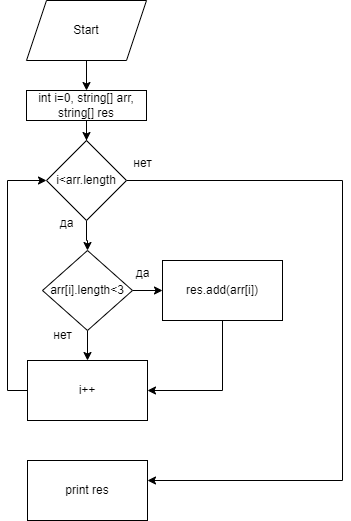 Start
int i=0, string[] arr,
string[] res
нет
i<arr.length
да
да
arr[i].length<3
res.add(arr[i])
нет
i++
print res